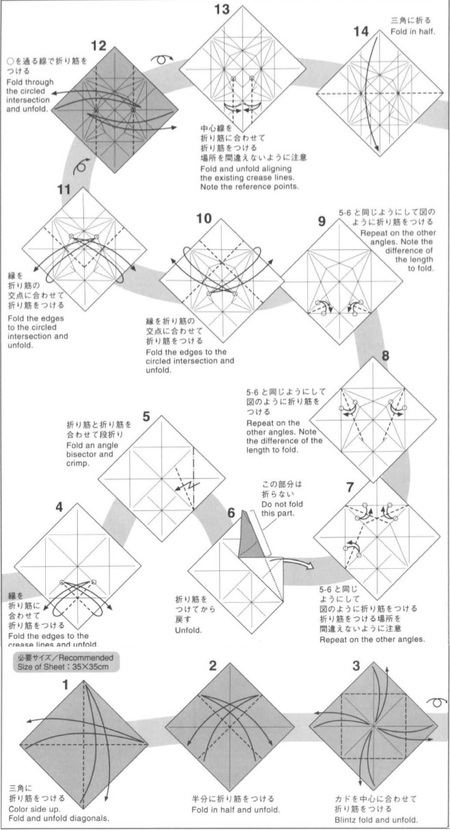 必要サイズ／Recommended
Size of Sheet：35×35cm
1
三角に
折り筋をつける
Color side up.
Fold and unfold diagonals.
2
半分に折り筋をつける
Fold in half and unfold.
3
カドを中心に合わせて
折り筋をつける
Blintz fold and unfold.
4
縁を
折り筋に
合わせて
折り筋をつける
Fold the edges to the
crease lines and unfold.
5
折り筋と折り筋を
合わせて段折り
Fold an angle
bisector and
crimp.
6
この部分は
折らない
Do not fold
this part.
折り筋を
つけてから
戻す
Unfold.
7
5-6と同じ
ようにして
図のように折り筋をつける
折り筋をつける場所を
間違えないように注意
Repeat on the other angles.
8
5-6と同じようにして
図のように折り筋を
つける
Repeat on the
other angles. Note
the difference of the
length to fold.
9
5-6と同じようにして図の
ように折り筋をつける
Repeat on the other
angles. Note the
difference of
the length
to fold.
10
縁を折り筋の
交点に合わせて
折り筋をつける
Fold the edges to the
circled intersection and
unfold.
11
縁を
折り筋の
交点に合わせて
折り筋をつける
Fold the edges
to the circled
intersection and
unfold.
12
○を通る線で折り筋を
つける
Fold through
the circled
intersection
and unfold.
13
中心線を
折り筋に合わせて
折り筋をつける
場所を間違えないように注意
Fold and unfold aligning
the existing crease lines.
Note the reference points.
14
三角に折る
Fold in half.